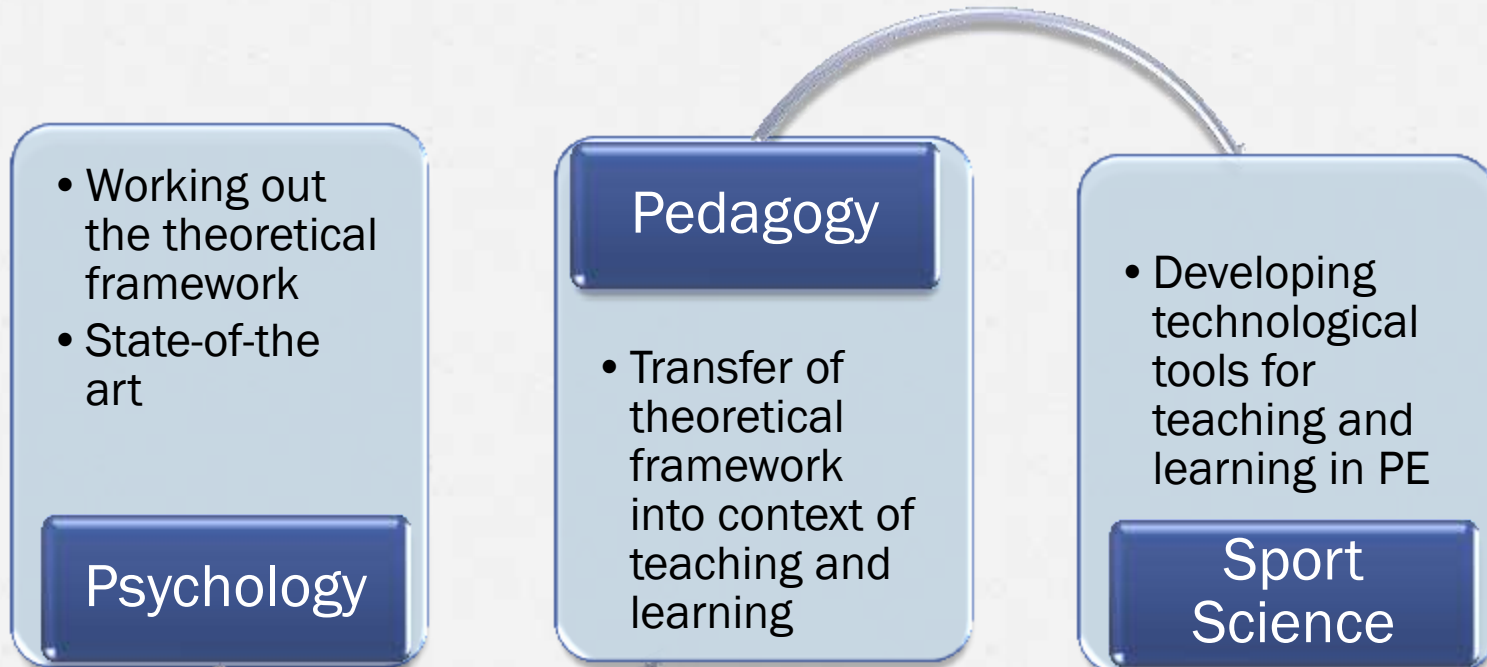 • Working out
the theoretical
framework
• State-of-the
art
Psychology
Pedagogy
• Transfer of
theoretical
framework
into context of
teaching and
learning
• Developing
technological
tools for
teaching and
learning in PE
Sport
Science